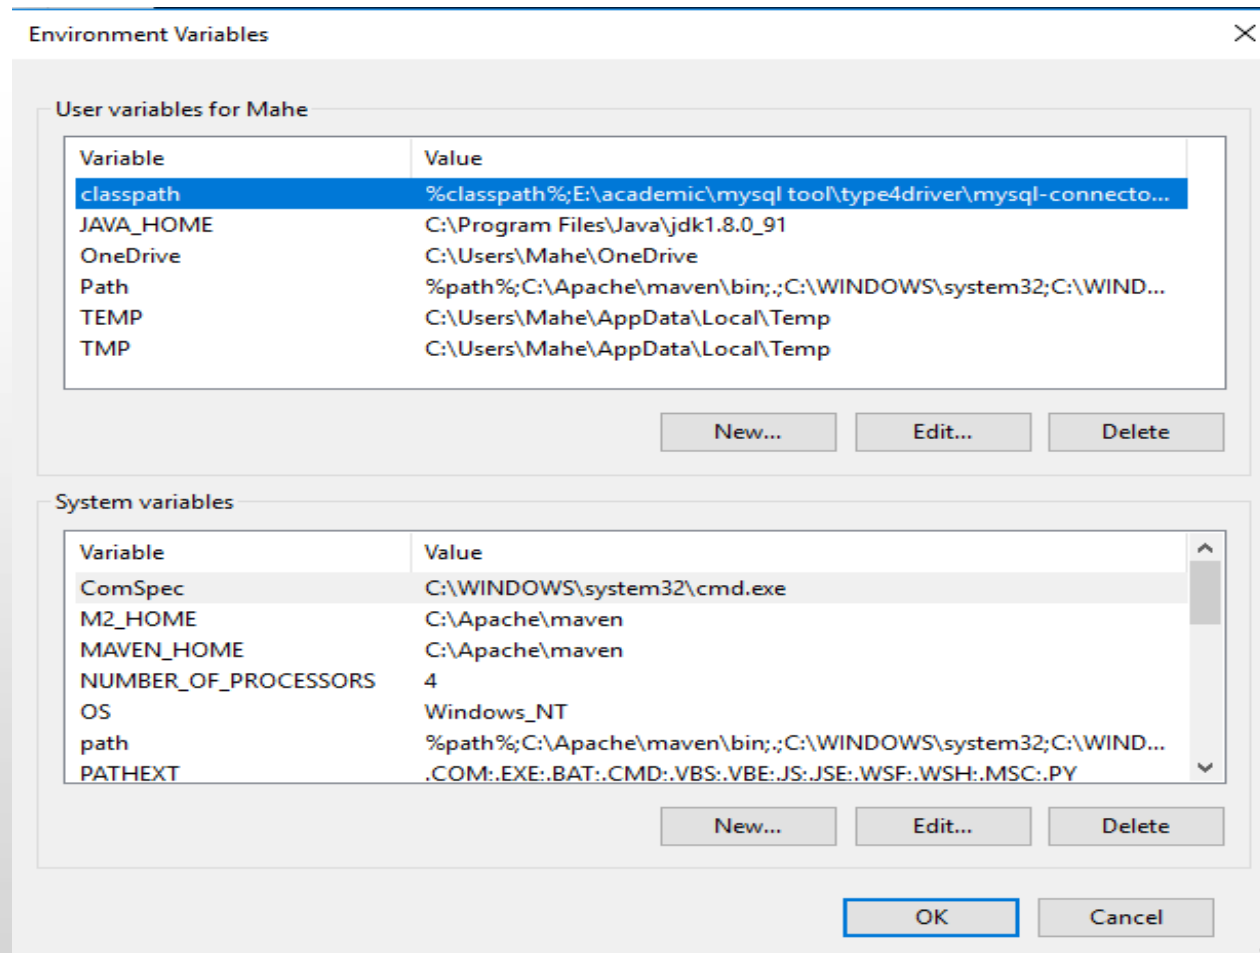 Environment Variables
User variables for Mahe
Variable Value
classpath %classpath%;E:\academic\mysql tool\type4driver\mysql-connecto...
JAVA_HOME C:\Program Files\Java\jdk1.8.0_91
OneDrive C:\Users\Mahe\OneDrive
Path %path%;C:\Apache\maven\bin;.;C:\WINDOWS\system32;C:\WIND...
TEMP C:\Users\Mahe\AppData\Local\Temp
TMP C:\Users\Mahe\AppData\Local\Temp
New... Edit... Delete
System variables
Variable Value
ComSpec C:\WINDOWS\system32\cmd.exe
M2_HOME C:\Apache\maven
MAVEN_HOME C:\Apache\maven
NUMBER_OF_PROCESSORS 4
OS Windows_NT
path %path%;C:\Apache\maven\bin;.;C:\WINDOWS\system32;C:\WIND...
PATHEXT .COM;.EXE;.BAT;.CMD;.VBS;.VBE;.JS;.JSE;.WSF;.WSH;.MSC;.PY
New... Edit... Delete
OK Cancel